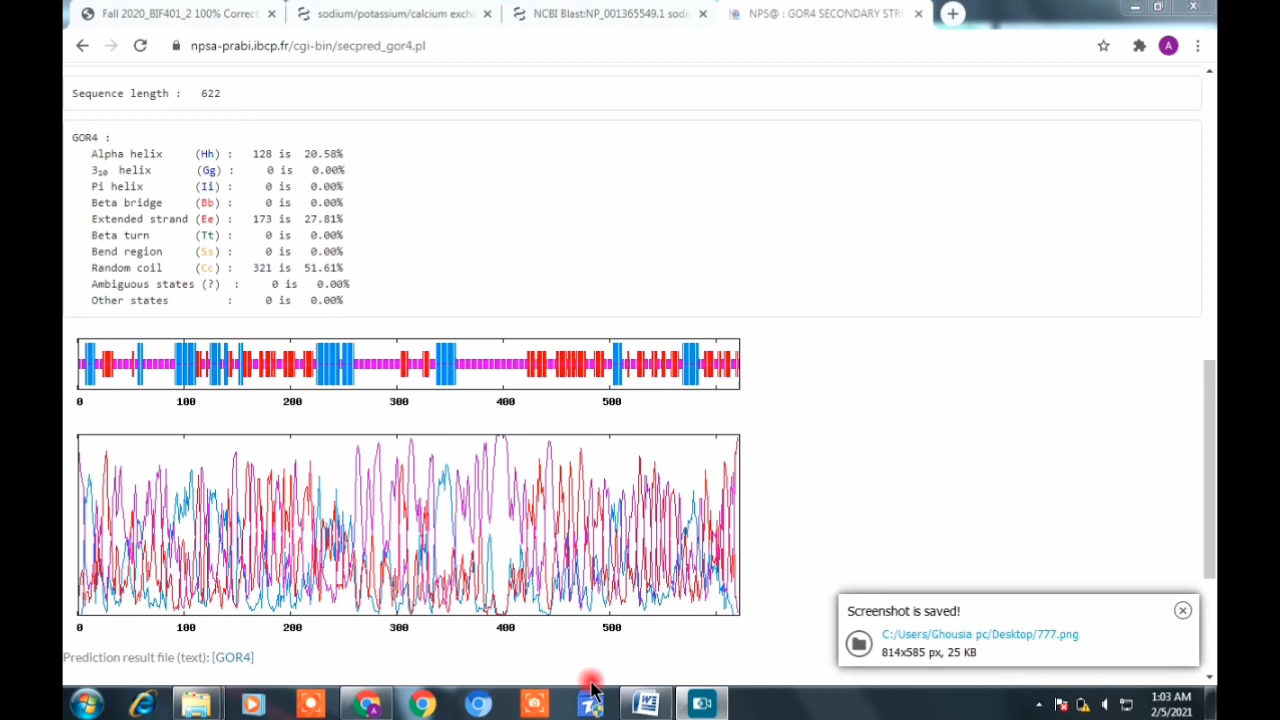 Fall 2020_BIF401_2 100% Correct
sodium/potassium/calcium exch
NCBI Blast:NP_001365549.1 sodi
NPS@ : GOR4 SECONDARY STR
npsa-prabi.ibcp.fr/cgi-bin/secpred_gor4.pl
A
Sequence length : 622
GOR4 :
Alpha helix (Hh) : 128 is 20.58%
3₁₀ helix (Gg) : 0 is 0.00%
Pi helix (Ii) : 0 is 0.00%
Beta bridge (Bb) : 0 is 0.00%
Extended strand (Ee) : 173 is 27.81%
Beta turn (Tt) : 0 is 0.00%
Bend region (Ss) : 0 is 0.00%
Random coil (Cc) : 321 is 51.61%
Ambiguous states (?) : 0 is 0.00%
Other states : 0 is 0.00%
0 100 200 300 400 500
0 100 200 300 400 500
Screenshot is saved!
C:/Users/Ghousia pc/Desktop/777.png
814x585 px, 25 KB
Prediction result file (text): [GOR4]
1:03 AM
2/5/2021